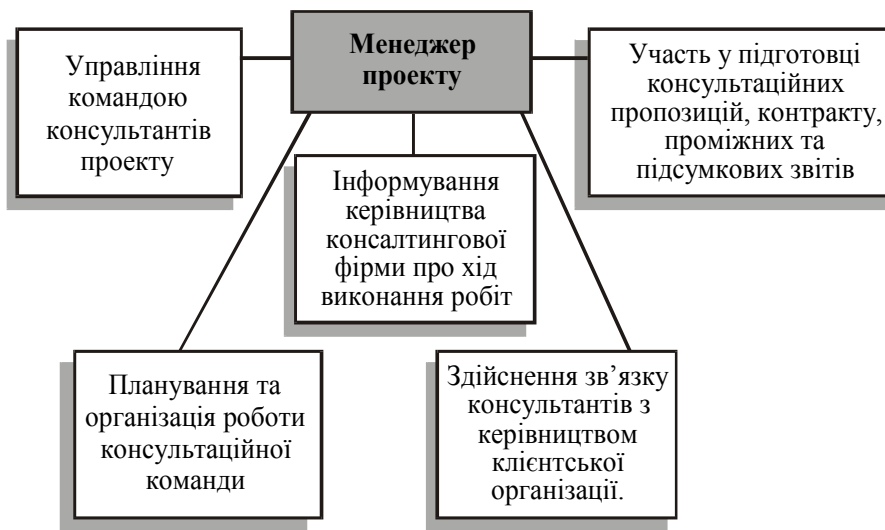 Менеджер
проекту
Управління
командою
консультантів
проекту
Участь у підготовці
консультаційних
пропозицій, контракту,
проміжних та
підсумкових звітів
Інформування
керівництва
консалтингової
фірми про хід
виконання робіт
Планування та
організація роботи
консультаційної
команди
Здійснення зв’язку
консультантів з
керівництвом
клієнтської
організації.